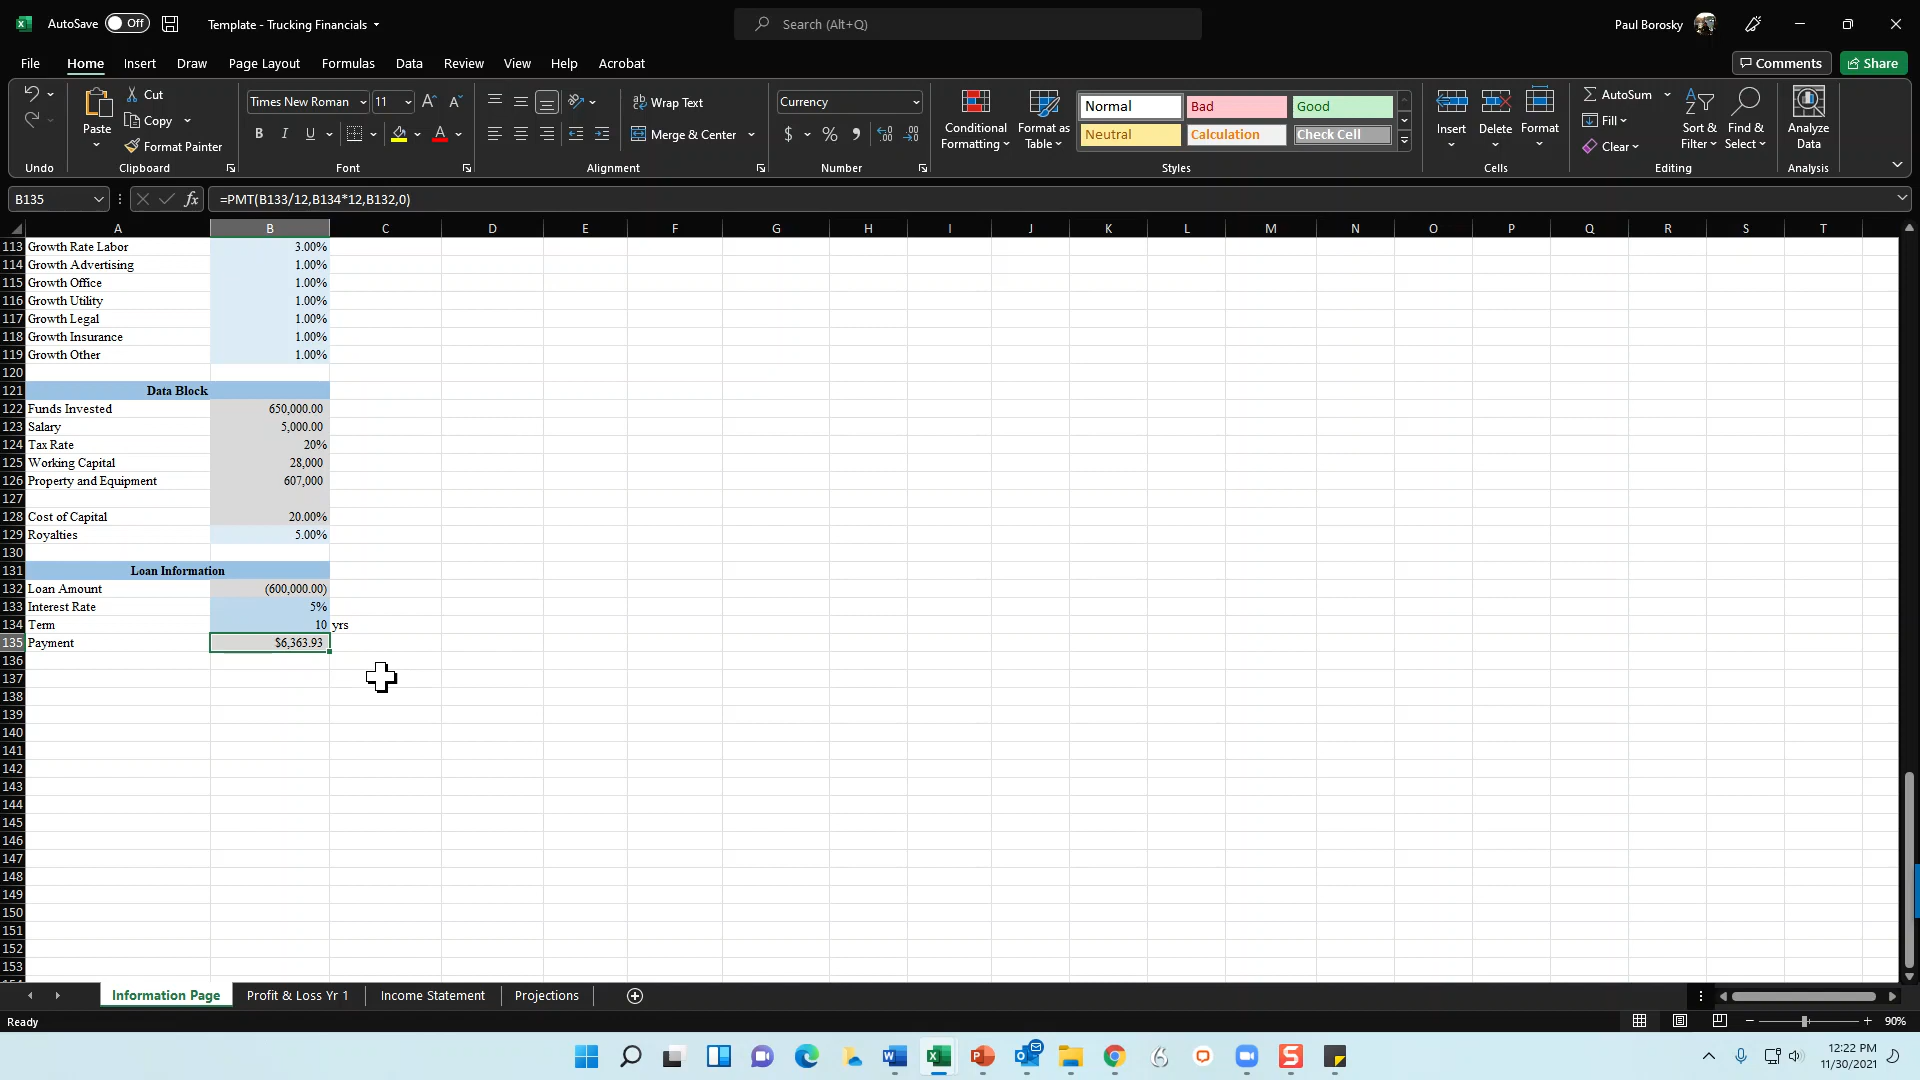 AutoSave Off Template - Trucking Financials Search (Alt+Q) Paul Borosky
File Home Insert Draw Page Layout Formulas Data Review View Help Acrobat Comments Share
Cut
Copy
Format Painter
Paste
Undo Clipboard
Times New Roman 11
B I U
Font
Wrap Text
Merge & Center
Alignment
Currency
$ % 9
Number
Conditional Formatting
Format as Table
Normal Bad Good
Neutral Calculation Check Cell
Styles
Insert Delete Format
Cells
AutoSum
Fill
Clear
Sort & Filter
Find & Select
Editing
Analyze Data
Analysis
B135 fx =PMT(B133/12,B134*12,B132,0)
A B C D E F G H I J K L M N O P Q R S T
113 Growth Rate Labor 3.00%
114 Growth Advertising 1.00%
115 Growth Office 1.00%
116 Growth Utility 1.00%
117 Growth Legal 1.00%
118 Growth Insurance 1.00%
119 Growth Other 1.00%
120
121 Data Block
122 Funds Invested 650,000.00
123 Salary 5,000.00
124 Tax Rate 20%
125 Working Capital 28,000
126 Property and Equipment 607,000
127
128 Cost of Capital 20.00%
129 Royalties 5.00%
130
131 Loan Information
132 Loan Amount (600,000.00)
133 Interest Rate 5%
134 Term 10 yrs
135 Payment $6,363.93
136
137
138
139
140
141
142
143
144
145
146
147
148
149
150
151
152
153
Information Page Profit & Loss Yr 1 Income Statement Projections
Ready 90%
12:22 PM
11/30/2021